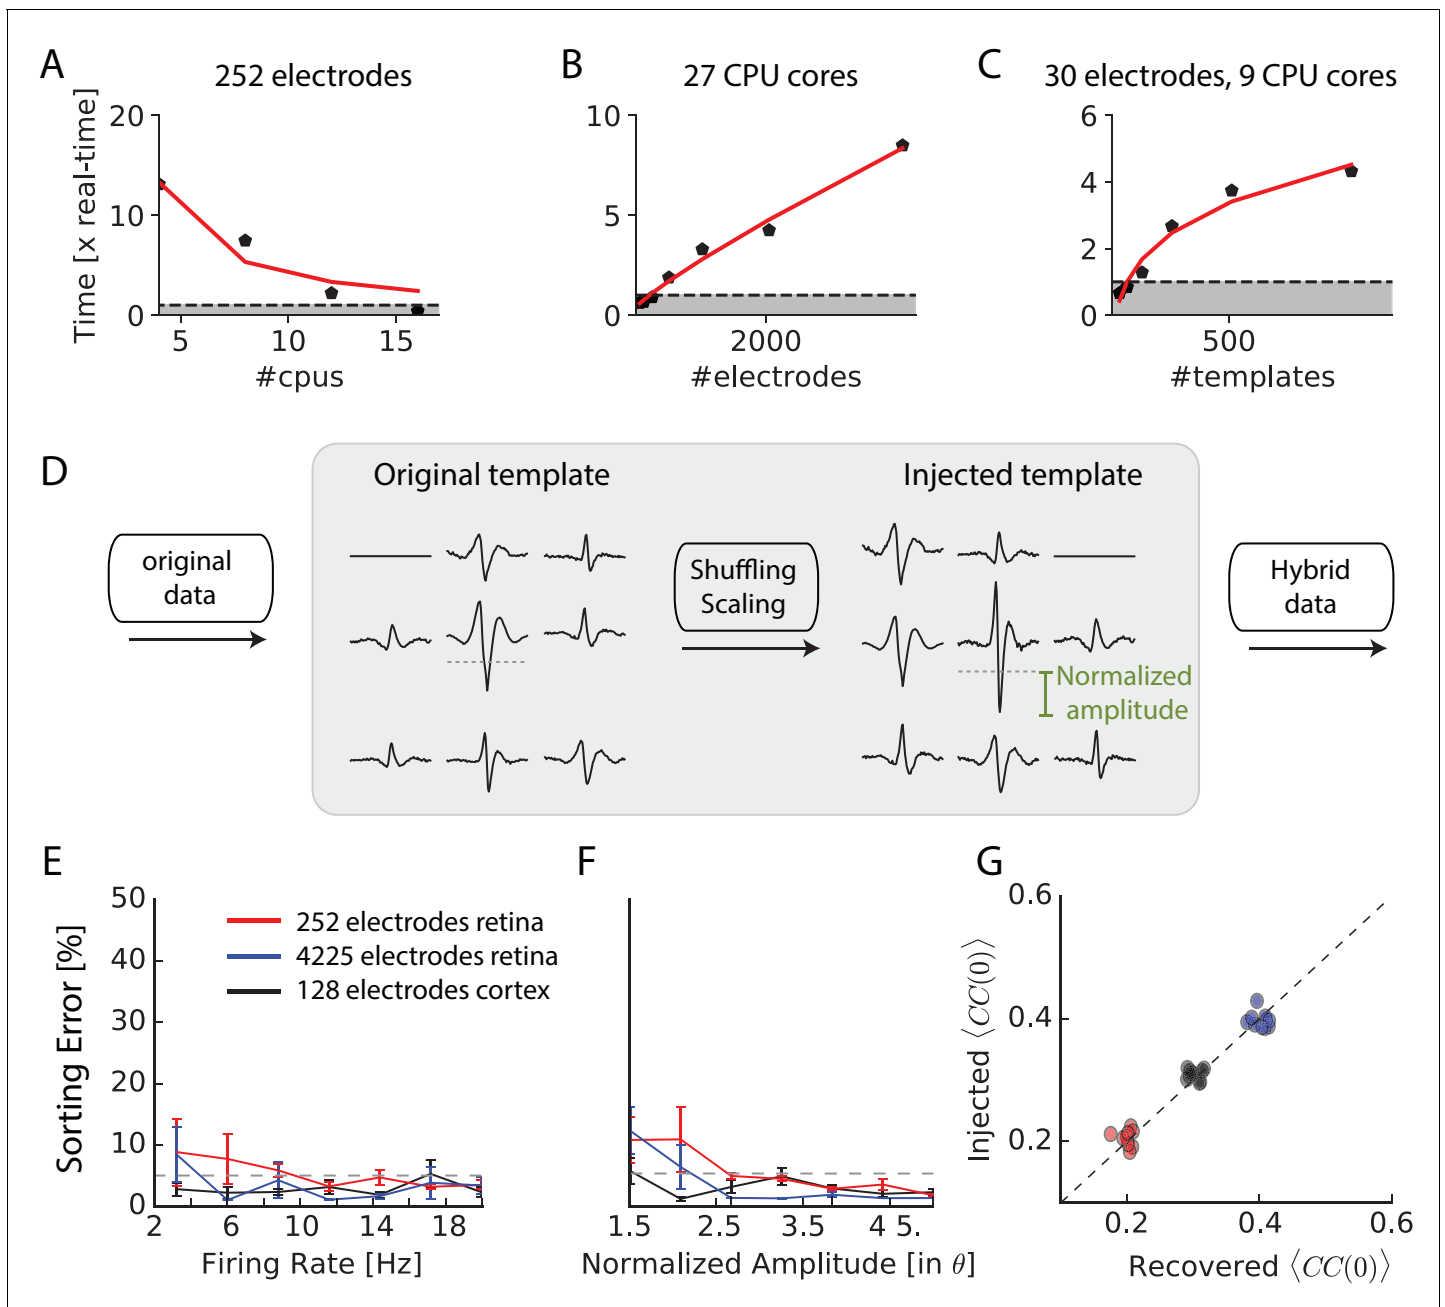 A
252 electrodes
Time [x real-time]
20
10
0
5
10
15
#cpus
B
27 CPU cores
10
5
0
2000
#electrodes
C
30 electrodes, 9 CPU cores
6
4
2
0
500
#templates
D
original
data
Original template
Shuffling
Scaling
Injected template
Normalized
amplitude
Hybrid
data
E
Sorting Error [%]
50
40
30
20
10
0
252 electrodes retina
4225 electrodes retina
128 electrodes cortex
2
6
10
14
18
Firing Rate [Hz]
F
1.5
2.5
3.5
4 5.
Normalized Amplitude [in θ]
G
Injected ⟨CC(0)⟩
0.6
0.4
0.2
0.2
0.4
0.6
Recovered ⟨CC(0)⟩